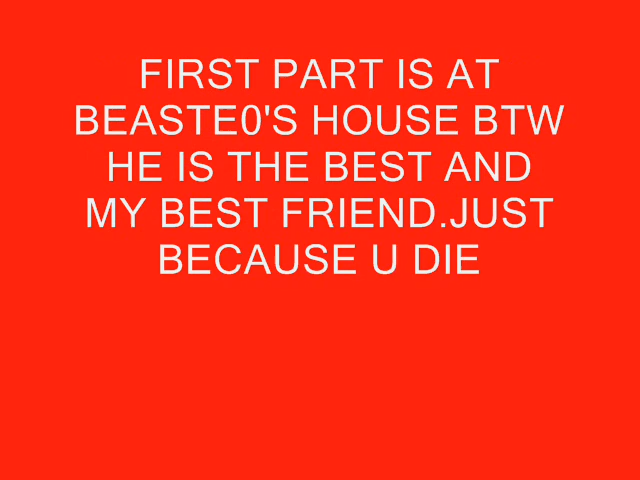 FIRST PART IS AT
BEASTE0'S HOUSE BTW
HE IS THE BEST AND
MY BEST FRIEND.JUST
BECAUSE U DIE